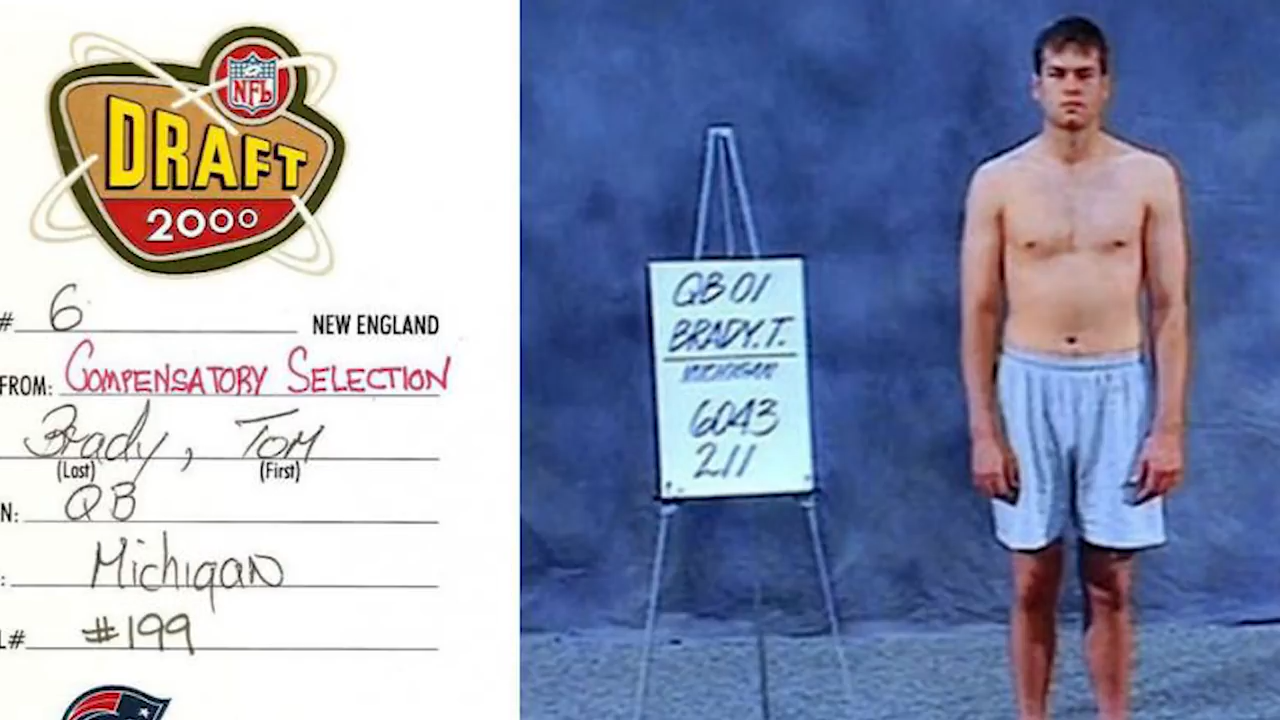 NFL
DRAFT
2000
# 6 NEW ENGLAND
FROM: COMPENSATORY SELECTION
Brady, Tom
(Last) (First)
N: QB
: Michigan
L# #199
QB 01
BRADY. T.
MICHIGAN
6043
211